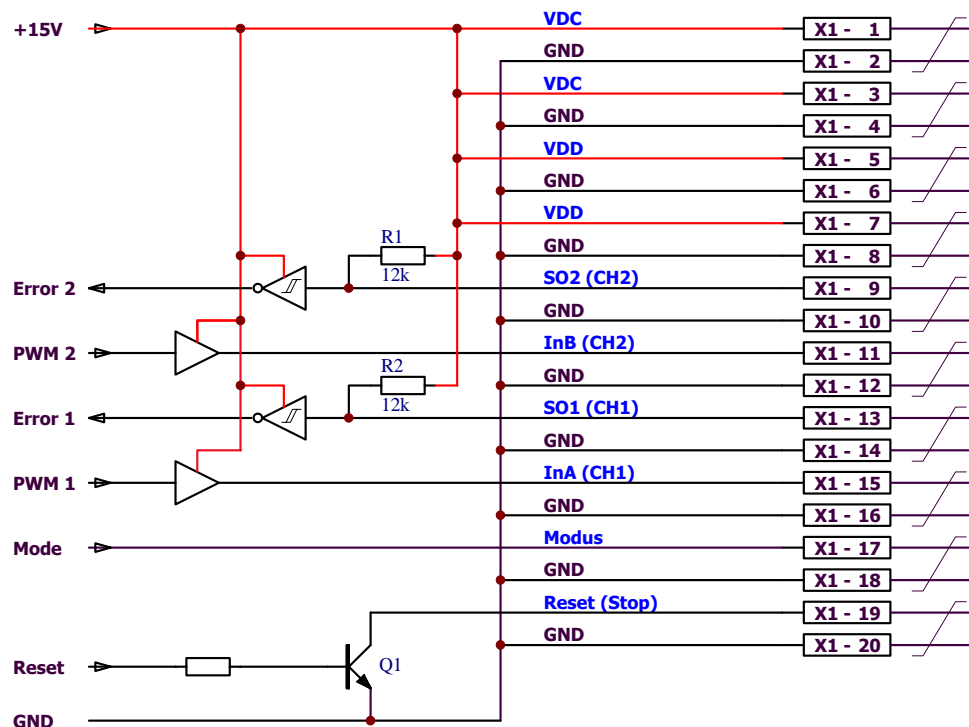 +15V VDC X1 - 1
GND X1 - 2
VDC X1 - 3
GND X1 - 4
VDD X1 - 5
GND X1 - 6
VDD X1 - 7
R1 GND X1 - 8
12k
Error 2 SO2 (CH2) X1 - 9
GND X1 - 10
PWM 2 InB (CH2) X1 - 11
R2 GND X1 - 12
12k
Error 1 SO1 (CH1) X1 - 13
GND X1 - 14
PWM 1 InA (CH1) X1 - 15
GND X1 - 16
Mode Modus X1 - 17
GND X1 - 18
Reset (Stop) X1 - 19
GND X1 - 20
Reset Q1
GND